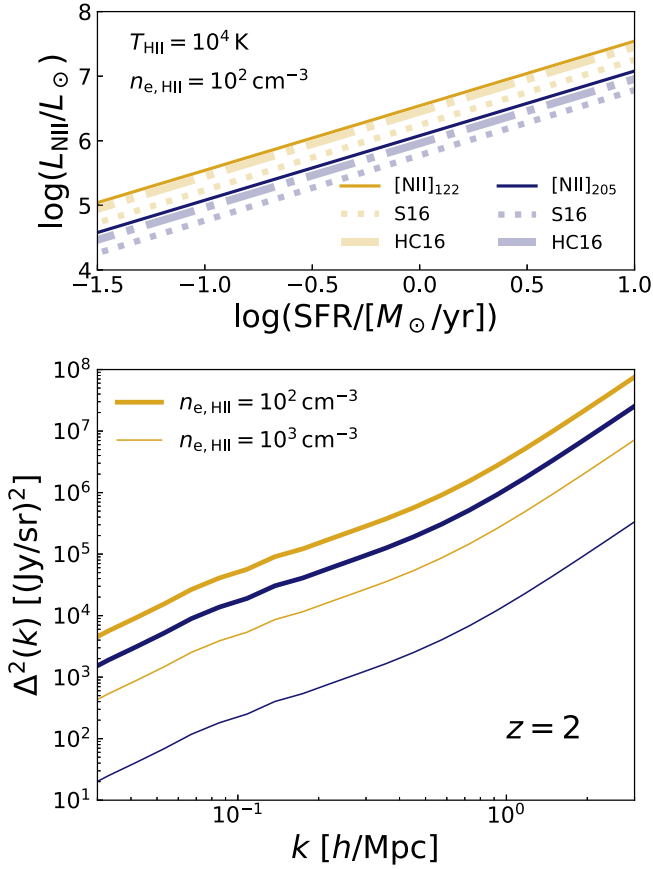 8
7
6
5
4
log(L_NII/L_⊙)
T_HII = 10^4 K
n_e, HII = 10^2 cm^−3
[NII]_122 [NII]_205
S16 S16
HC16 HC16
−1.5 −1.0 −0.5 0.0 0.5 1.0
log(SFR/[M_⊙/yr])
10^8
10^7
10^6
10^5
10^4
10^3
10^2
10^1
Δ^2(k) [(Jy/sr)^2]
n_e, HII = 10^2 cm^−3
n_e, HII = 10^3 cm^−3
z = 2
10^−1 10^0
k [h/Mpc]